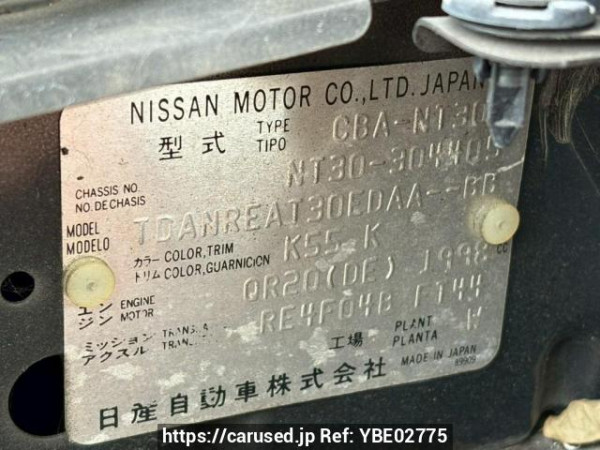 NISSAN MOTOR CO.,LTD. JAPAN
型式 TYPE TIPO CBA-NT30
CHASSIS NO. NO. DE CHASIS NT30-304405
MODEL MODELO TDANREAT30EDAA--BB
カラー COLOR,TRIM トリム COLOR,GUARNICION K55 K
エンジン ENGINE MOTOR QR20(DE) 1998 cc
ミッション アクスル RE4F04B FT44
工場 PLANT PLANTA W
日産自動車株式会社 MADE IN JAPAN
https://carused.jp Ref: YBE02775